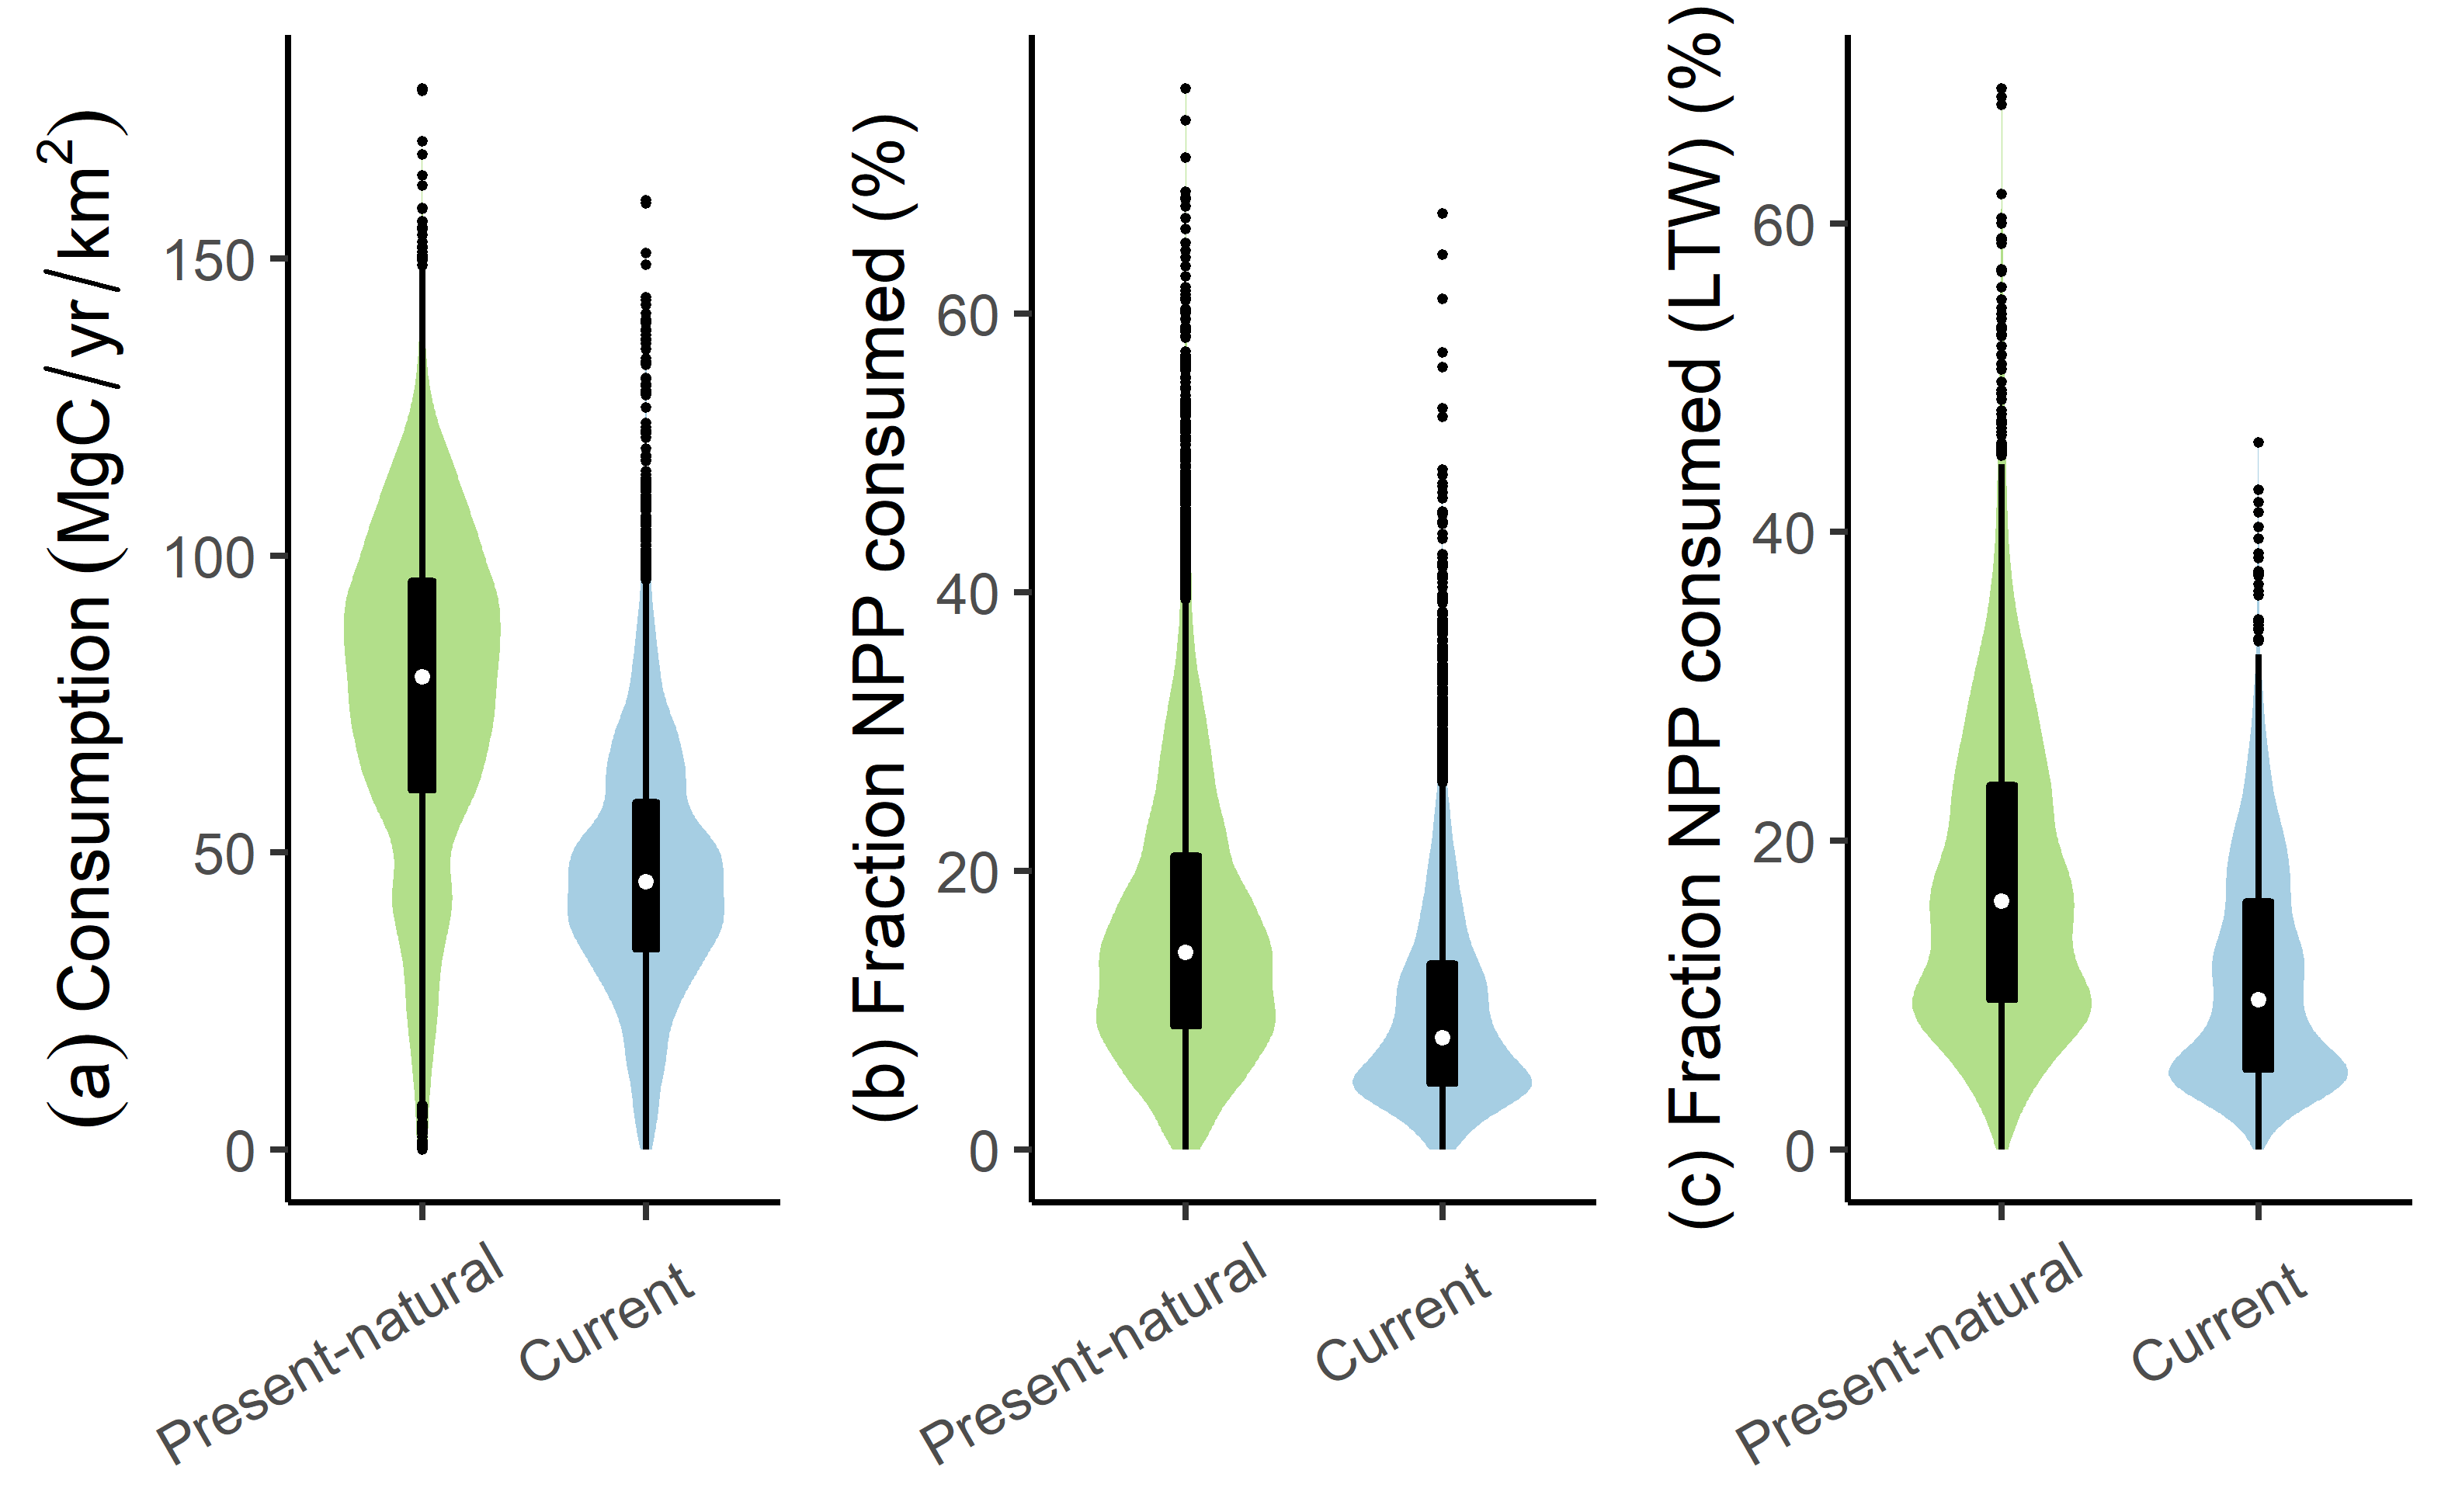 (a) Consumption (MgC/yr/km²)
150
100
50
0
Present-natural
Current
(b) Fraction NPP consumed (%)
60
40
20
0
Present-natural
Current
(c) Fraction NPP consumed (LTW) (%)
60
40
20
0
Present-natural
Current